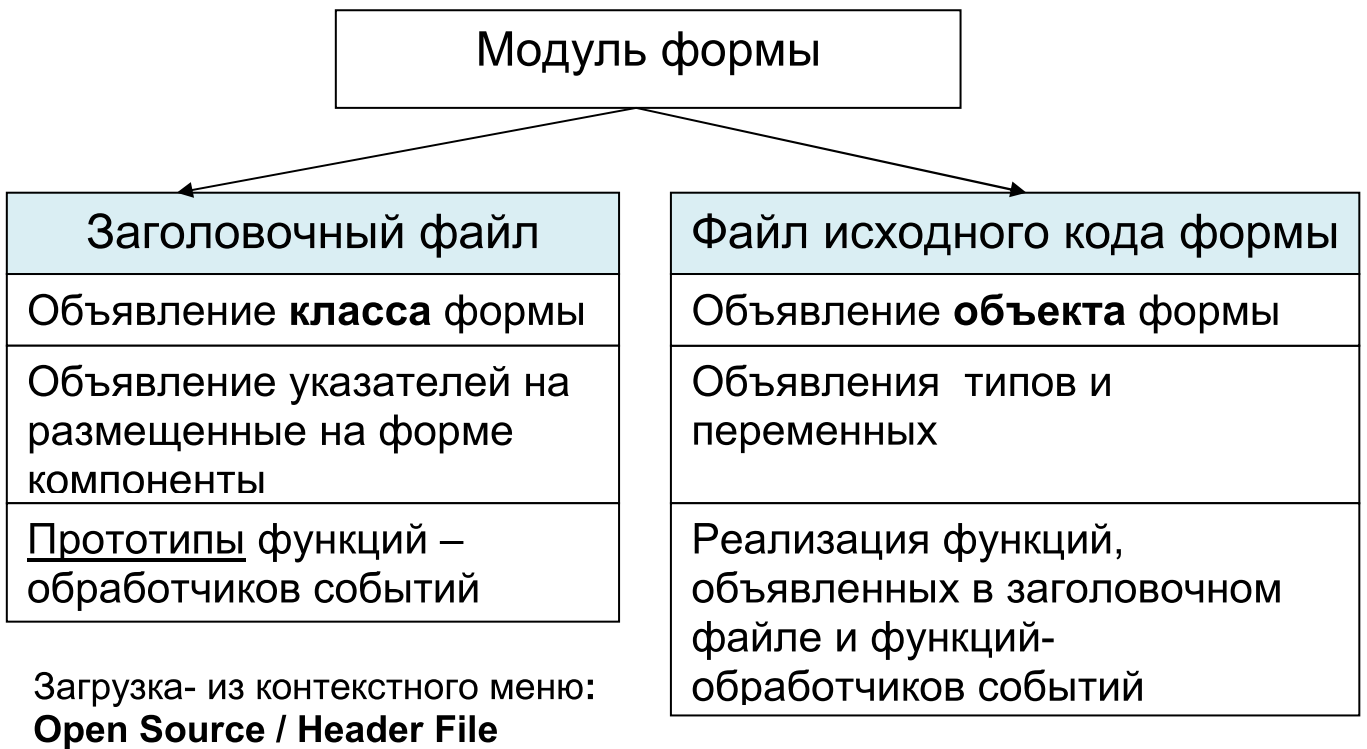 Модуль формы
Заголовочный файл
Объявление класса формы
Объявление указателей на
размещенные на форме
компоненты
Прототипы функций –
обработчиков событий
Загрузка- из контекстного меню:
Open Source / Header File
Файл исходного кода формы
Объявление объекта формы
Объявления  типов и
переменных
Реализация функций,
объявленных в заголовочном
файле и функций-
обработчиков событий